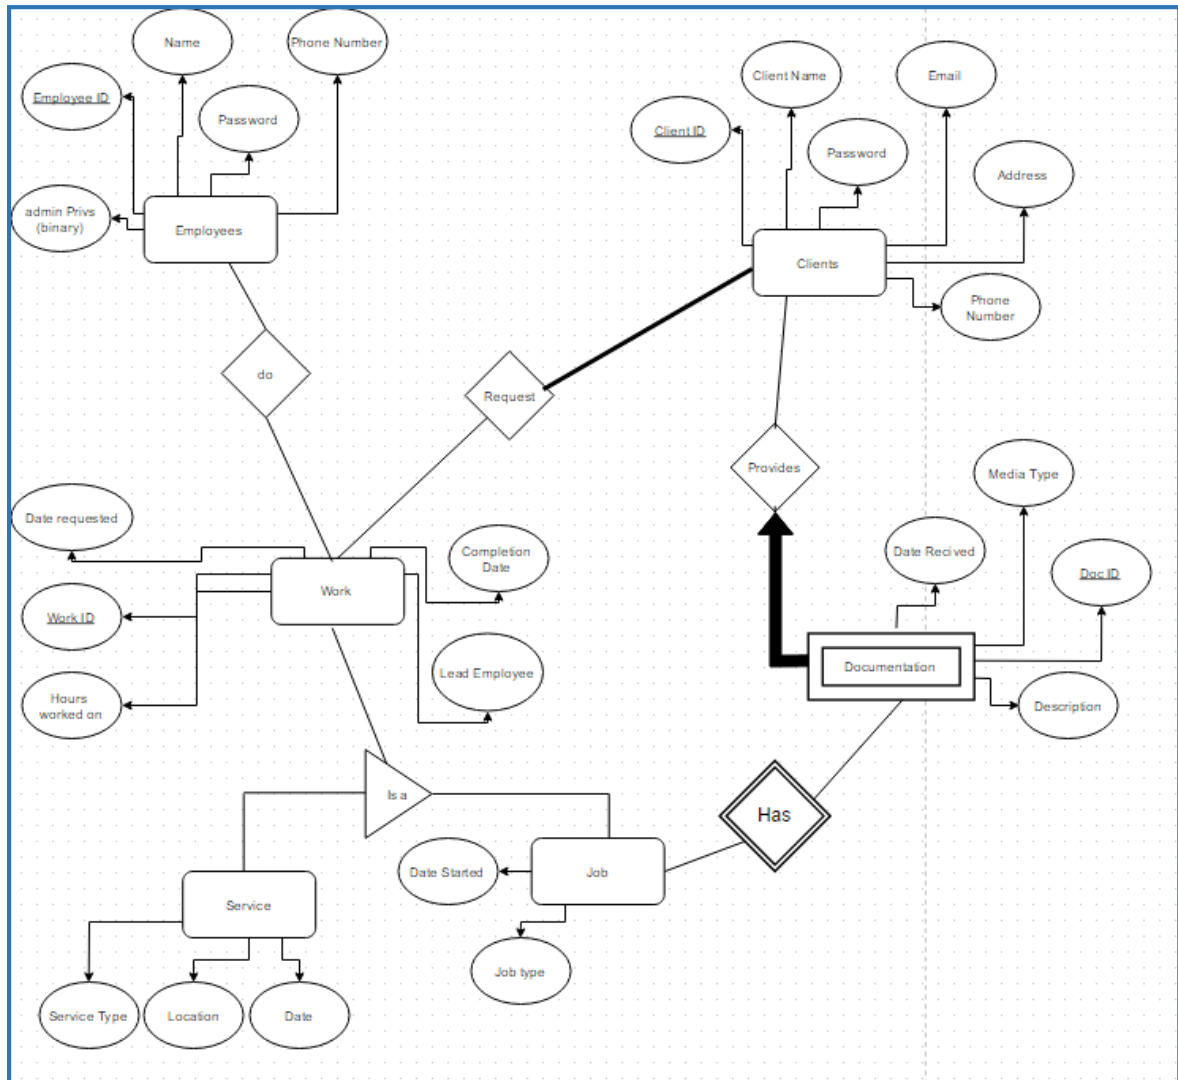 Name
Phone Number
Employee ID
Password
admin Privs
(binary)
Employees
Client Name
Email
Client ID
Password
Address
Clients
Phone
Number
do
Request
Provides
Media Type
Date requested
Completion
Date
Date Recived
Doc ID
Work
Work ID
Lead Employee
Documentation
Hours
worked on
Description
Is a
Has
Date Started
Job
Service
Job type
Service Type
Location
Date